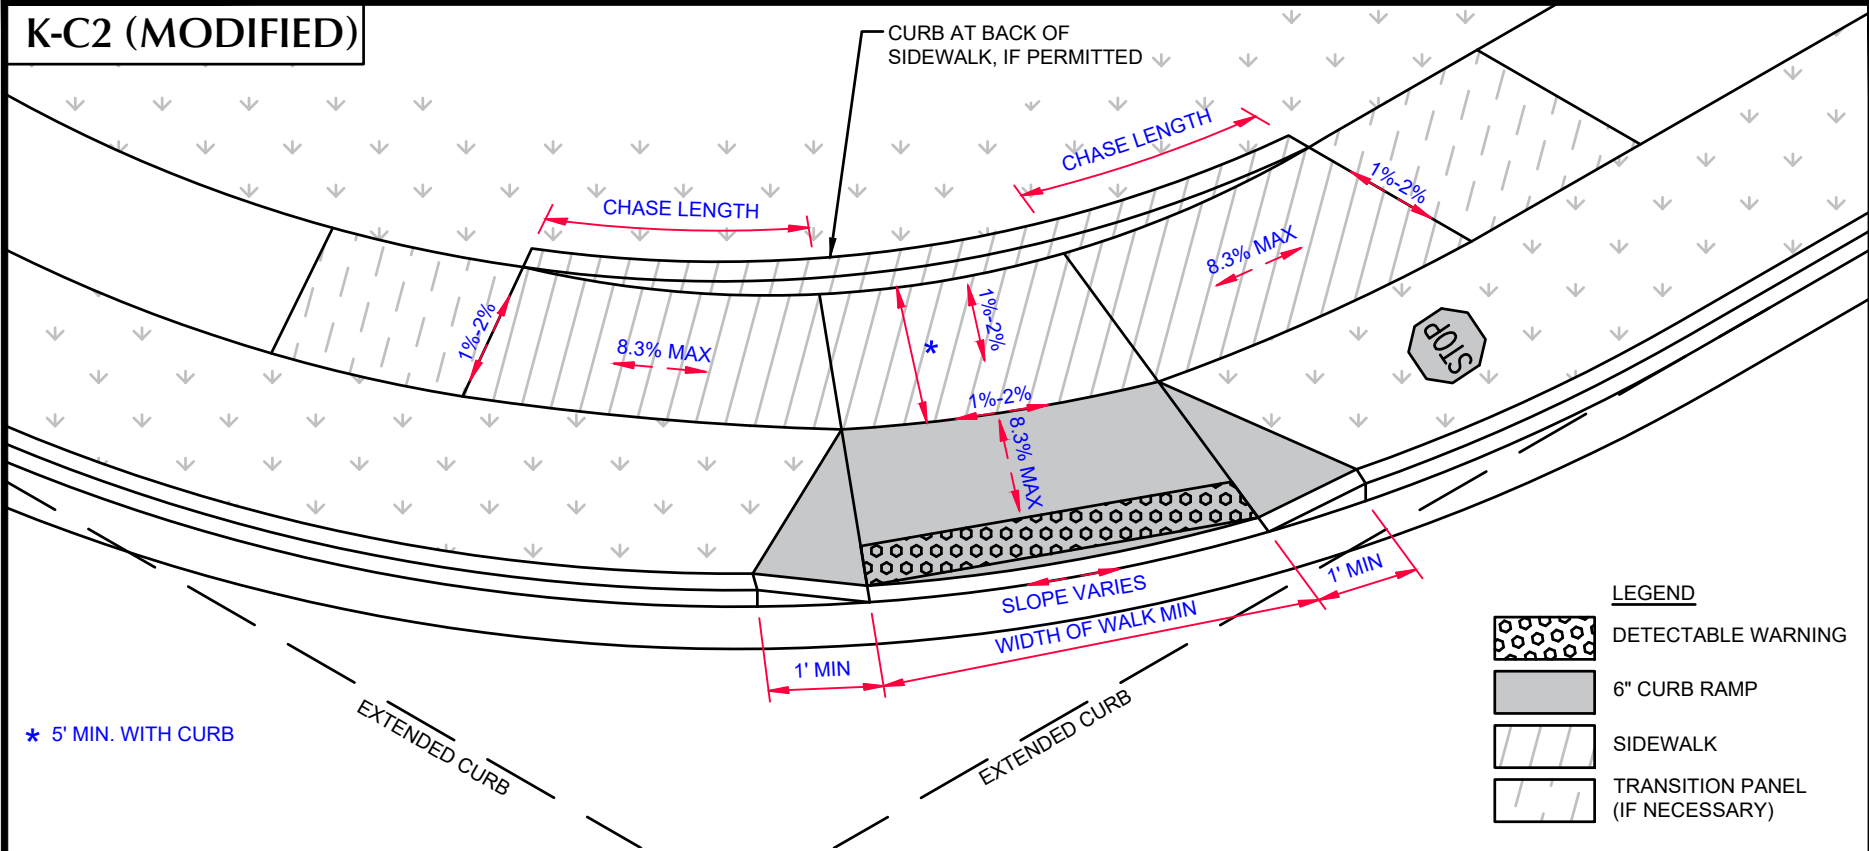 K-C2 (MODIFIED)
CURB AT BACK OF
SIDEWALK, IF PERMITTED
CHASE LENGTH
CHASE LENGTH
1%-2%
8.3% MAX
1%-2%
8.3% MAX
*
1%-2%
1%-2%
8.3% MAX
STOP
SLOPE VARIES
WIDTH OF WALK MIN
1' MIN
1' MIN
EXTENDED CURB
EXTENDED CURB
* 5' MIN. WITH CURB
LEGEND
DETECTABLE WARNING
6" CURB RAMP
SIDEWALK
TRANSITION PANEL
(IF NECESSARY)